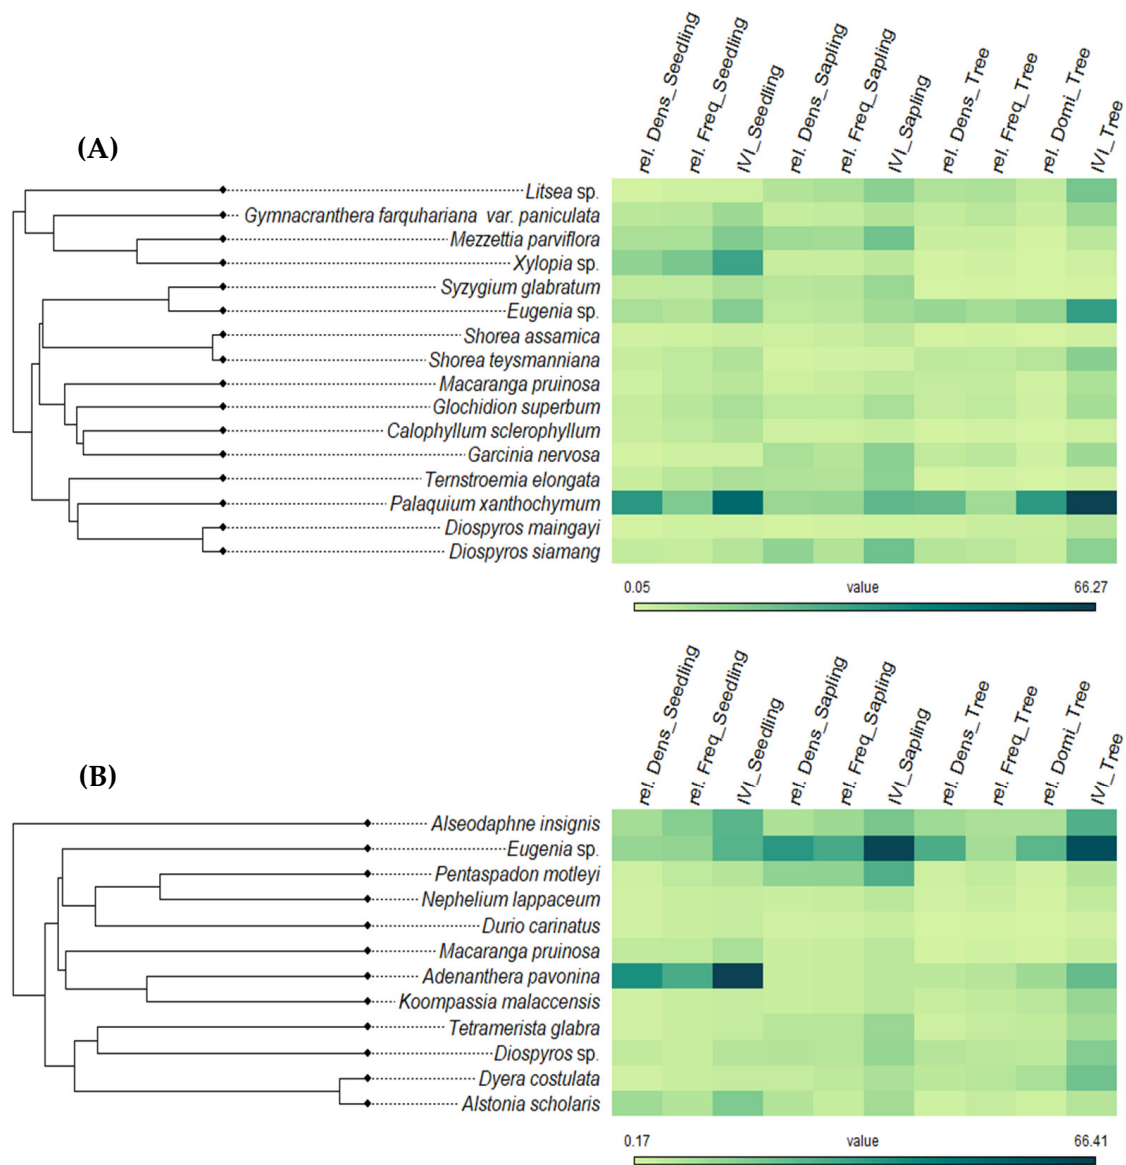 (A)
rel. Dens_Seedling
rel. Freq_Seedling
IVI_Seedling
rel. Dens_Sapling
rel. Freq_Sapling
IVI_Sapling
rel. Dens_Tree
rel. Freq_Tree
rel. Domi_Tree
IVI_Tree
Litsea sp.
Gymnacranthera farquhariana var. paniculata
Mezzettia parviflora
Xylopia sp.
Syzygium glabratum
Eugenia sp.
Shorea assamica
Shorea teysmanniana
Macaranga pruinosa
Glochidion superbum
Calophyllum sclerophyllum
Garcinia nervosa
Ternstroemia elongata
Palaquium xanthochymum
Diospyros maingayi
Diospyros siamang
0.05 value 66.27
(B)
rel. Dens_Seedling
rel. Freq_Seedling
IVI_Seedling
rel. Dens_Sapling
rel. Freq_Sapling
IVI_Sapling
rel. Dens_Tree
rel. Freq_Tree
rel. Domi_Tree
IVI_Tree
Alseodaphne insignis
Eugenia sp.
Pentaspadon motleyi
Nephelium lappaceum
Durio carinatus
Macaranga pruinosa
Adenanthera pavonina
Koompassia malaccensis
Tetramerista glabra
Diospyros sp.
Dyera costulata
Alstonia scholaris
0.17 value 66.41